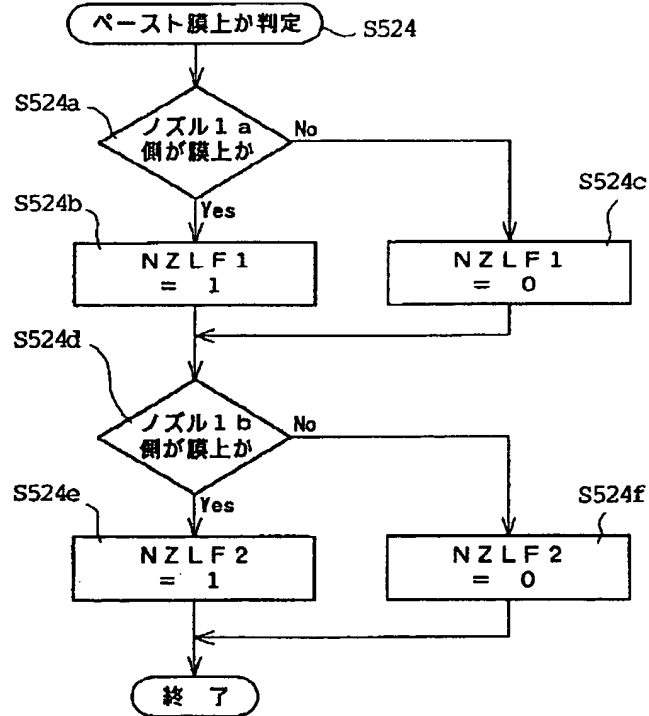 ペースト膜上か判定
S524
S524a
ノズル1a
側が膜上か
No
S524c
S524b
Yes
NZLF1
= 1
NZLF1
= 0
S524d
ノズル1b
側が膜上か
No
S524f
S524e
Yes
NZLF2
= 1
NZLF2
= 0
終 了